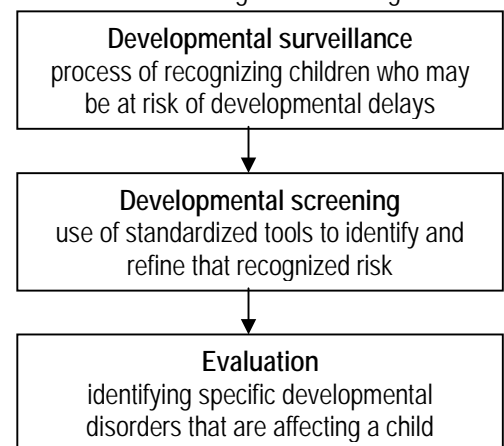 Developmental surveillance
process of recognizing children who may
be at risk of developmental delays
Developmental screening
use of standardized tools to identify and
refine that recognized risk
Evaluation
identifying specific developmental
disorders that are affecting a child